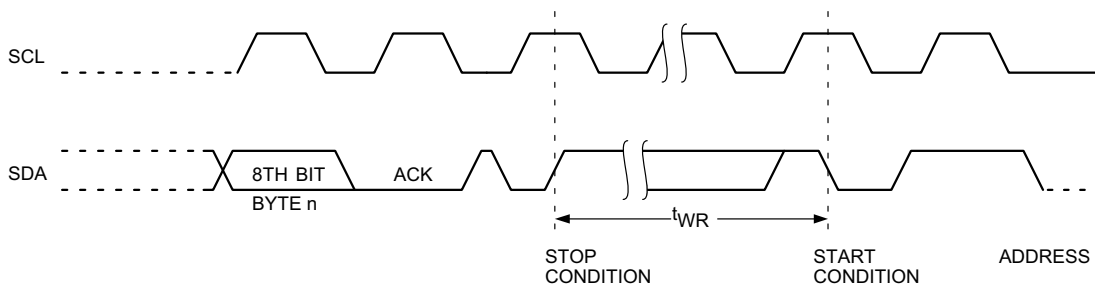 SCL
SDA
8TH BIT
ACK
BYTE n
tWR
STOP
CONDITION
START
CONDITION
ADDRESS